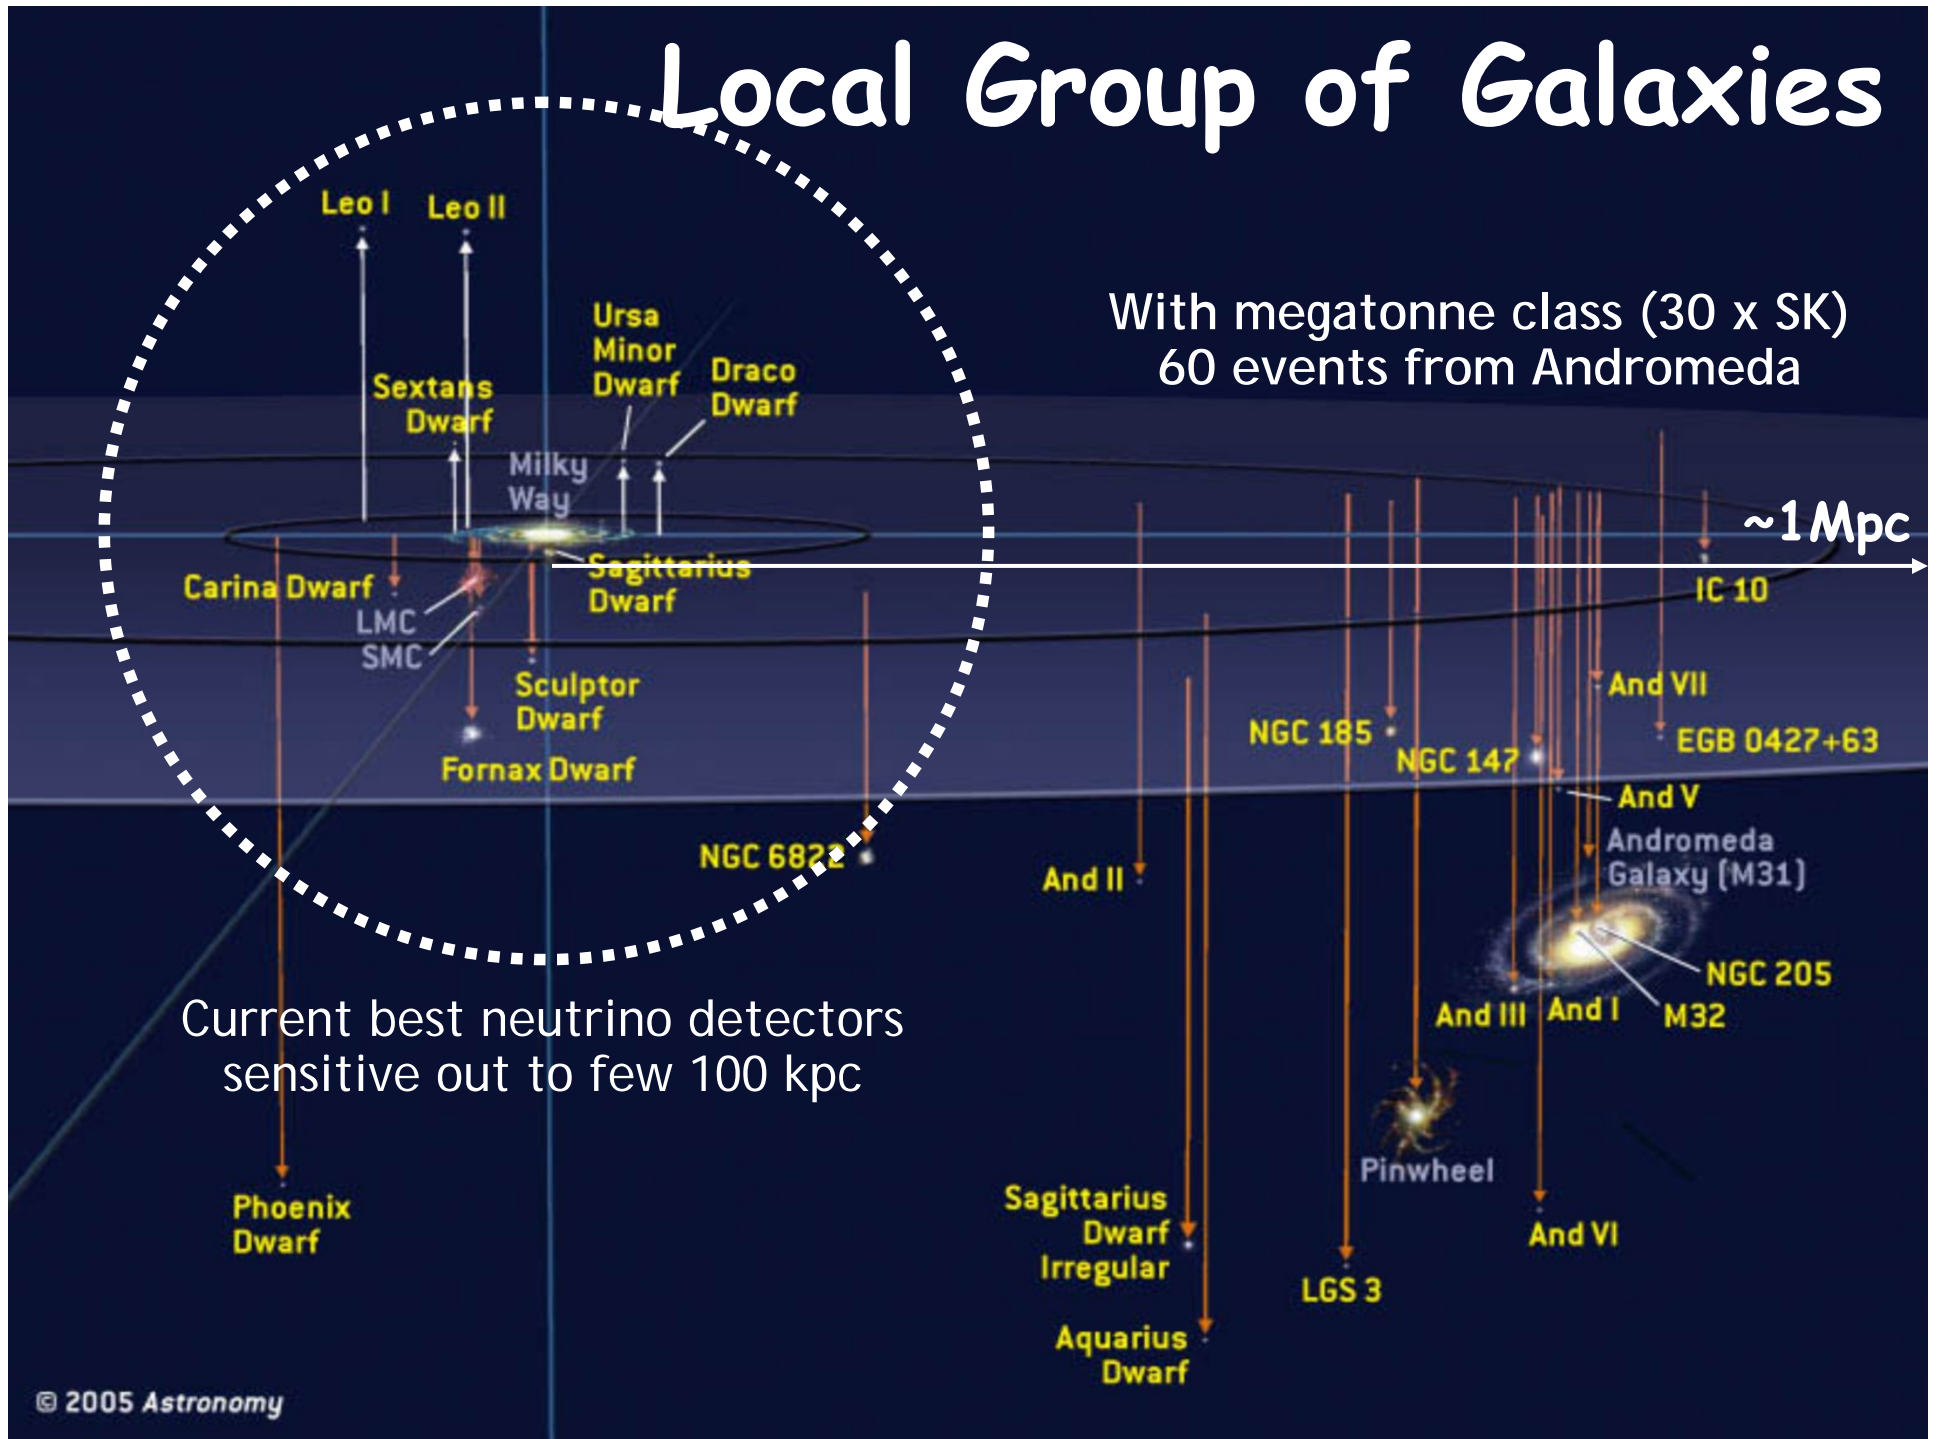 Local Group of Galaxies
Leo I
Leo II
With megatonne class (30 x SK)
60 events from Andromeda
Ursa
Minor
Dwarf
Draco
Dwarf
Sextans
Dwarf
Milky
Way
~1Mpc
Sagittarius
Dwarf
Carina Dwarf
LMC
SMC
IC 10
Sculptor
Dwarf
Fornax Dwarf
And VII
NGC 185
EGB 0427+63
NGC 147
And V
Andromeda
Galaxy (M31)
NGC 6822
And II
NGC 205
And III
And I
M32
Current best neutrino detectors
sensitive out to few 100 kpc
Pinwheel
Phoenix
Dwarf
Sagittarius
Dwarf
Irregular
And VI
LGS 3
Aquarius
Dwarf
© 2005 Astronomy